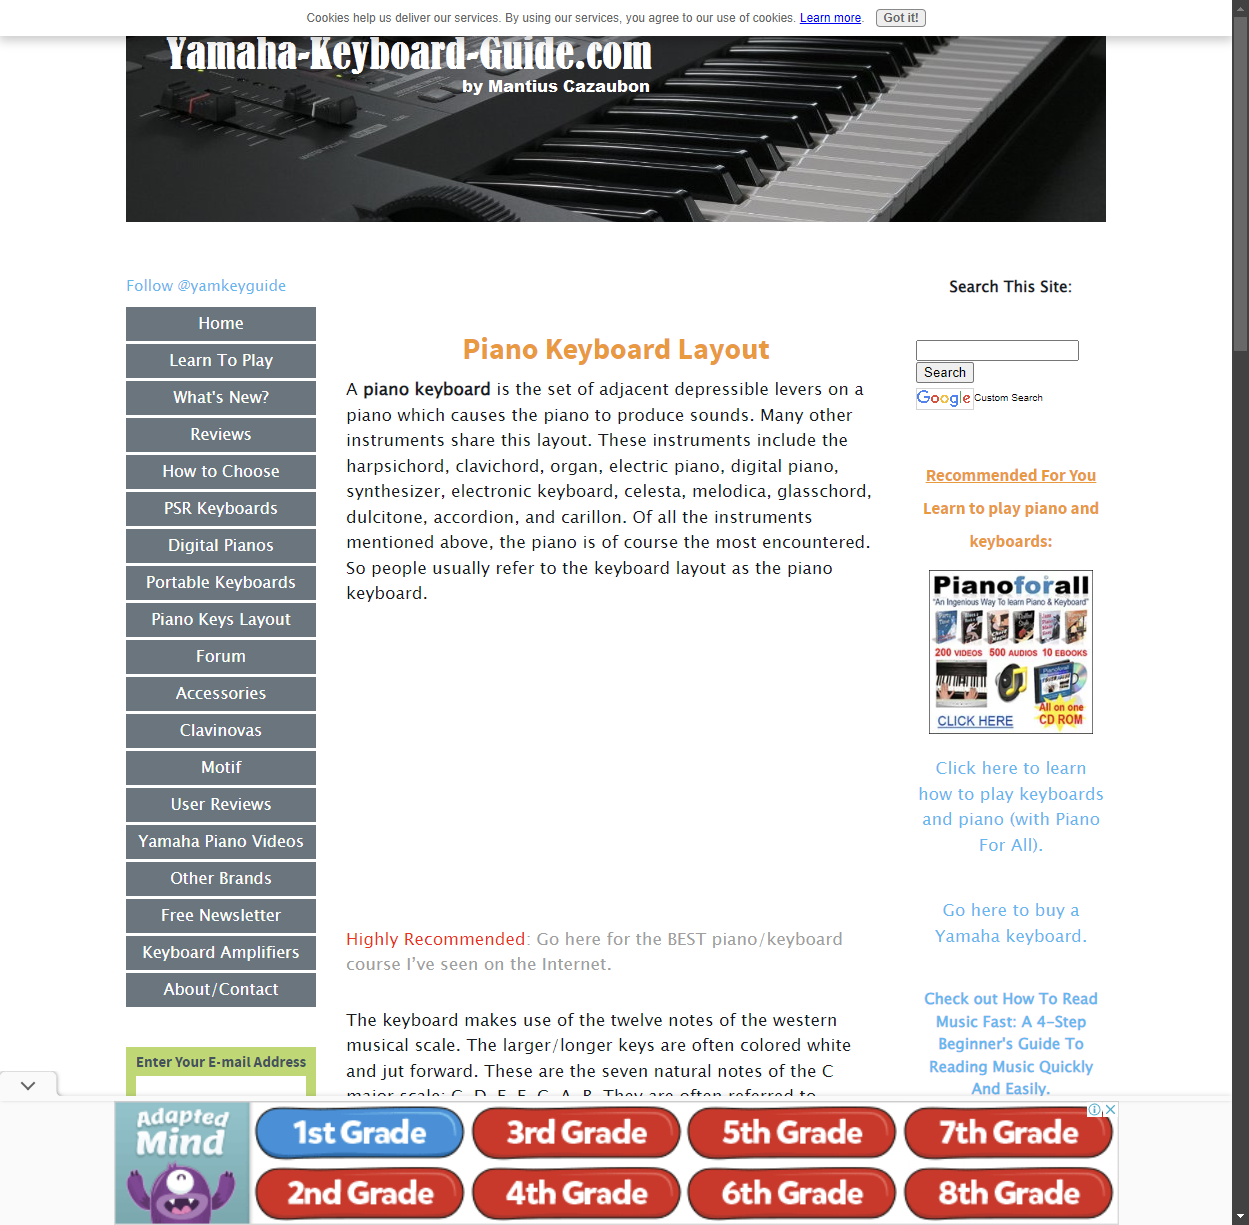 Cookies help us deliver our services. By using our services, you agree to our use of cookies. Learn more. Got it!
Yamaha-Keyboard-Guide.com
by Mantius Cazaubon
Follow @yamkeyguide
Home
Learn To Play
What's New?
Reviews
How to Choose
PSR Keyboards
Digital Pianos
Portable Keyboards
Piano Keys Layout
Forum
Accessories
Clavinovas
Motif
User Reviews
Yamaha Piano Videos
Other Brands
Free Newsletter
Keyboard Amplifiers
About/Contact
Enter Your E-mail Address
Piano Keyboard Layout
A piano keyboard is the set of adjacent depressible levers on a
piano which causes the piano to produce sounds. Many other
instruments share this layout. These instruments include the
harpsichord, clavichord, organ, electric piano, digital piano,
synthesizer, electronic keyboard, celesta, melodica, glasschord,
dulcitone, accordion, and carillon. Of all the instruments
mentioned above, the piano is of course the most encountered.
So people usually refer to the keyboard layout as the piano
keyboard.
Highly Recommended: Go here for the BEST piano/keyboard
course I've seen on the Internet.
The keyboard makes use of the twelve notes of the western
musical scale. The larger/longer keys are often colored white
and jut forward. These are the seven natural notes of the C
major scale: C, D, E, F, G, A, B. They are often referred to
Search This Site:
Search
Google Custom Search
Recommended For You
Learn to play piano and
keyboards:
Pianoforall
"An Ingenious Way To learn Piano & Keyboard"
200 VIDEOS 500 AUDIOS 10 EBOOKS
All on one
CD ROM
CLICK HERE
Click here to learn
how to play keyboards
and piano (with Piano
For All).
Go here to buy a
Yamaha keyboard.
Check out How To Read
Music Fast: A 4-Step
Beginner's Guide To
Reading Music Quickly
And Easily.
Adapted
Mind
1st Grade
3rd Grade
5th Grade
7th Grade
2nd Grade
4th Grade
6th Grade
8th Grade